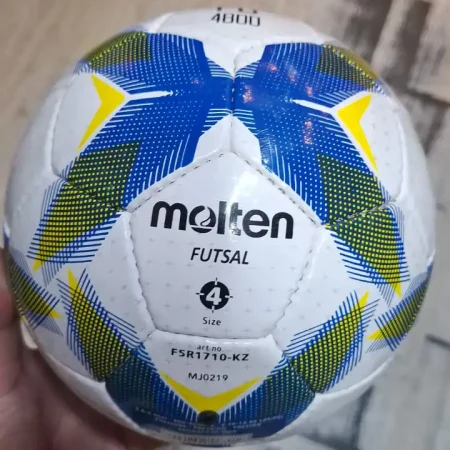 4800
molten
FUTSAL
4
Size
art.no
F5R1710-KZ
MJ0219